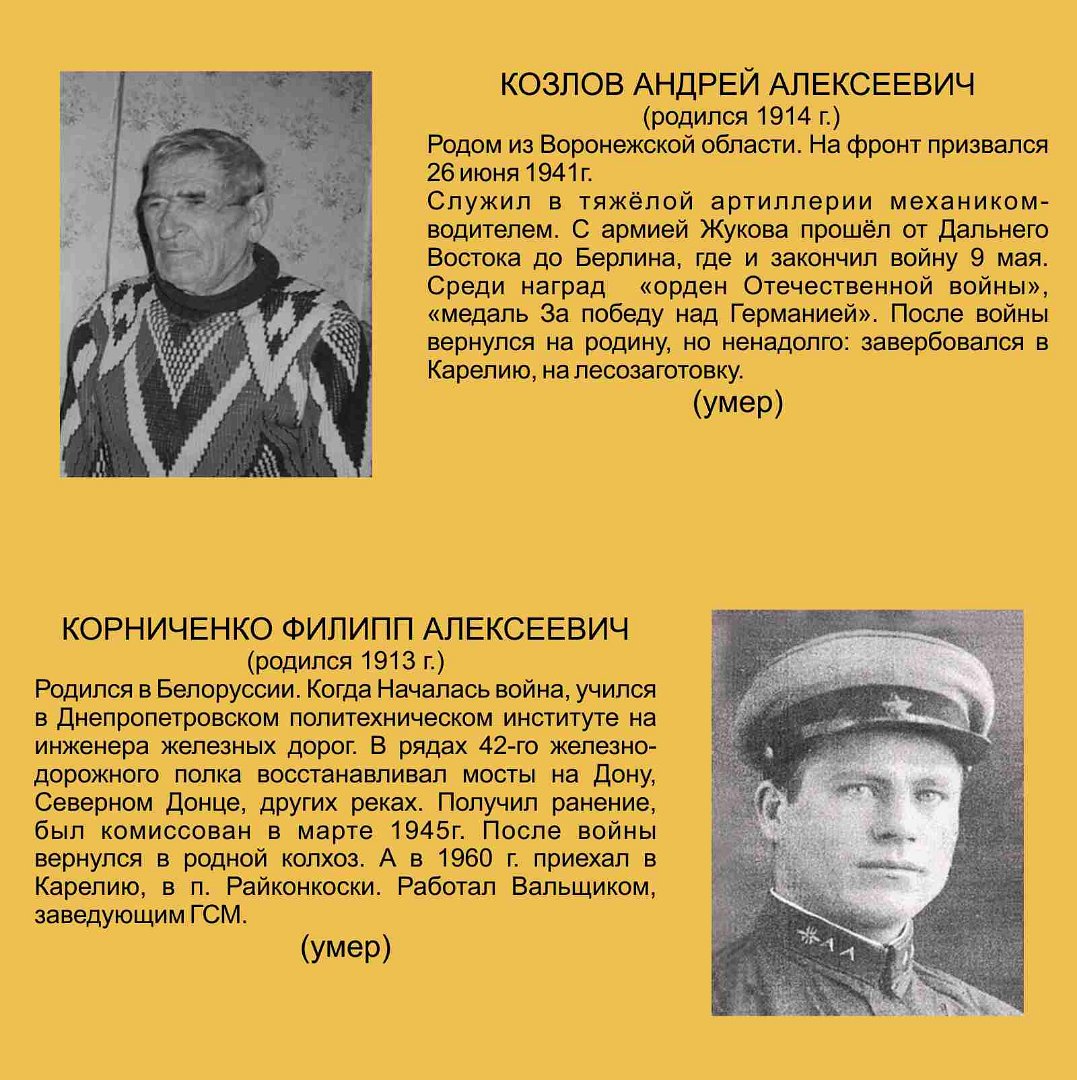 КОЗЛОВ АНДРЕЙ АЛЕКСЕЕВИЧ
(родился 1914 г.)
Родом из Воронежской области. На фронт призвался
26 июня 1941г.
Служил в тяжёлой артиллерии механиком-
водителем. С армией Жукова прошёл от Дальнего
Востока до Берлина, где и закончил войну 9 мая.
Среди наград «орден Отечественной войны»,
«медаль За победу над Германией». После войны
вернулся на родину, но ненадолго: завербовался в
Карелию, на лесозаготовку.
(умер)
КОРНИЧЕНКО ФИЛИПП АЛЕКСЕЕВИЧ
(родился 1913 г.)
Родился в Белоруссии. Когда Началась война, учился
в Днепропетровском политехническом институте на
инженера железных дорог. В рядах 42-го железно-
дорожного полка восстанавливал мосты на Дону,
Северном Донце, других реках. Получил ранение,
был комиссован в марте 1945г. После войны
вернулся в родной колхоз. А в 1960 г. приехал в
Карелию, в п. Райконкоски. Работал Вальщиком,
заведующим ГСМ.
(умер)